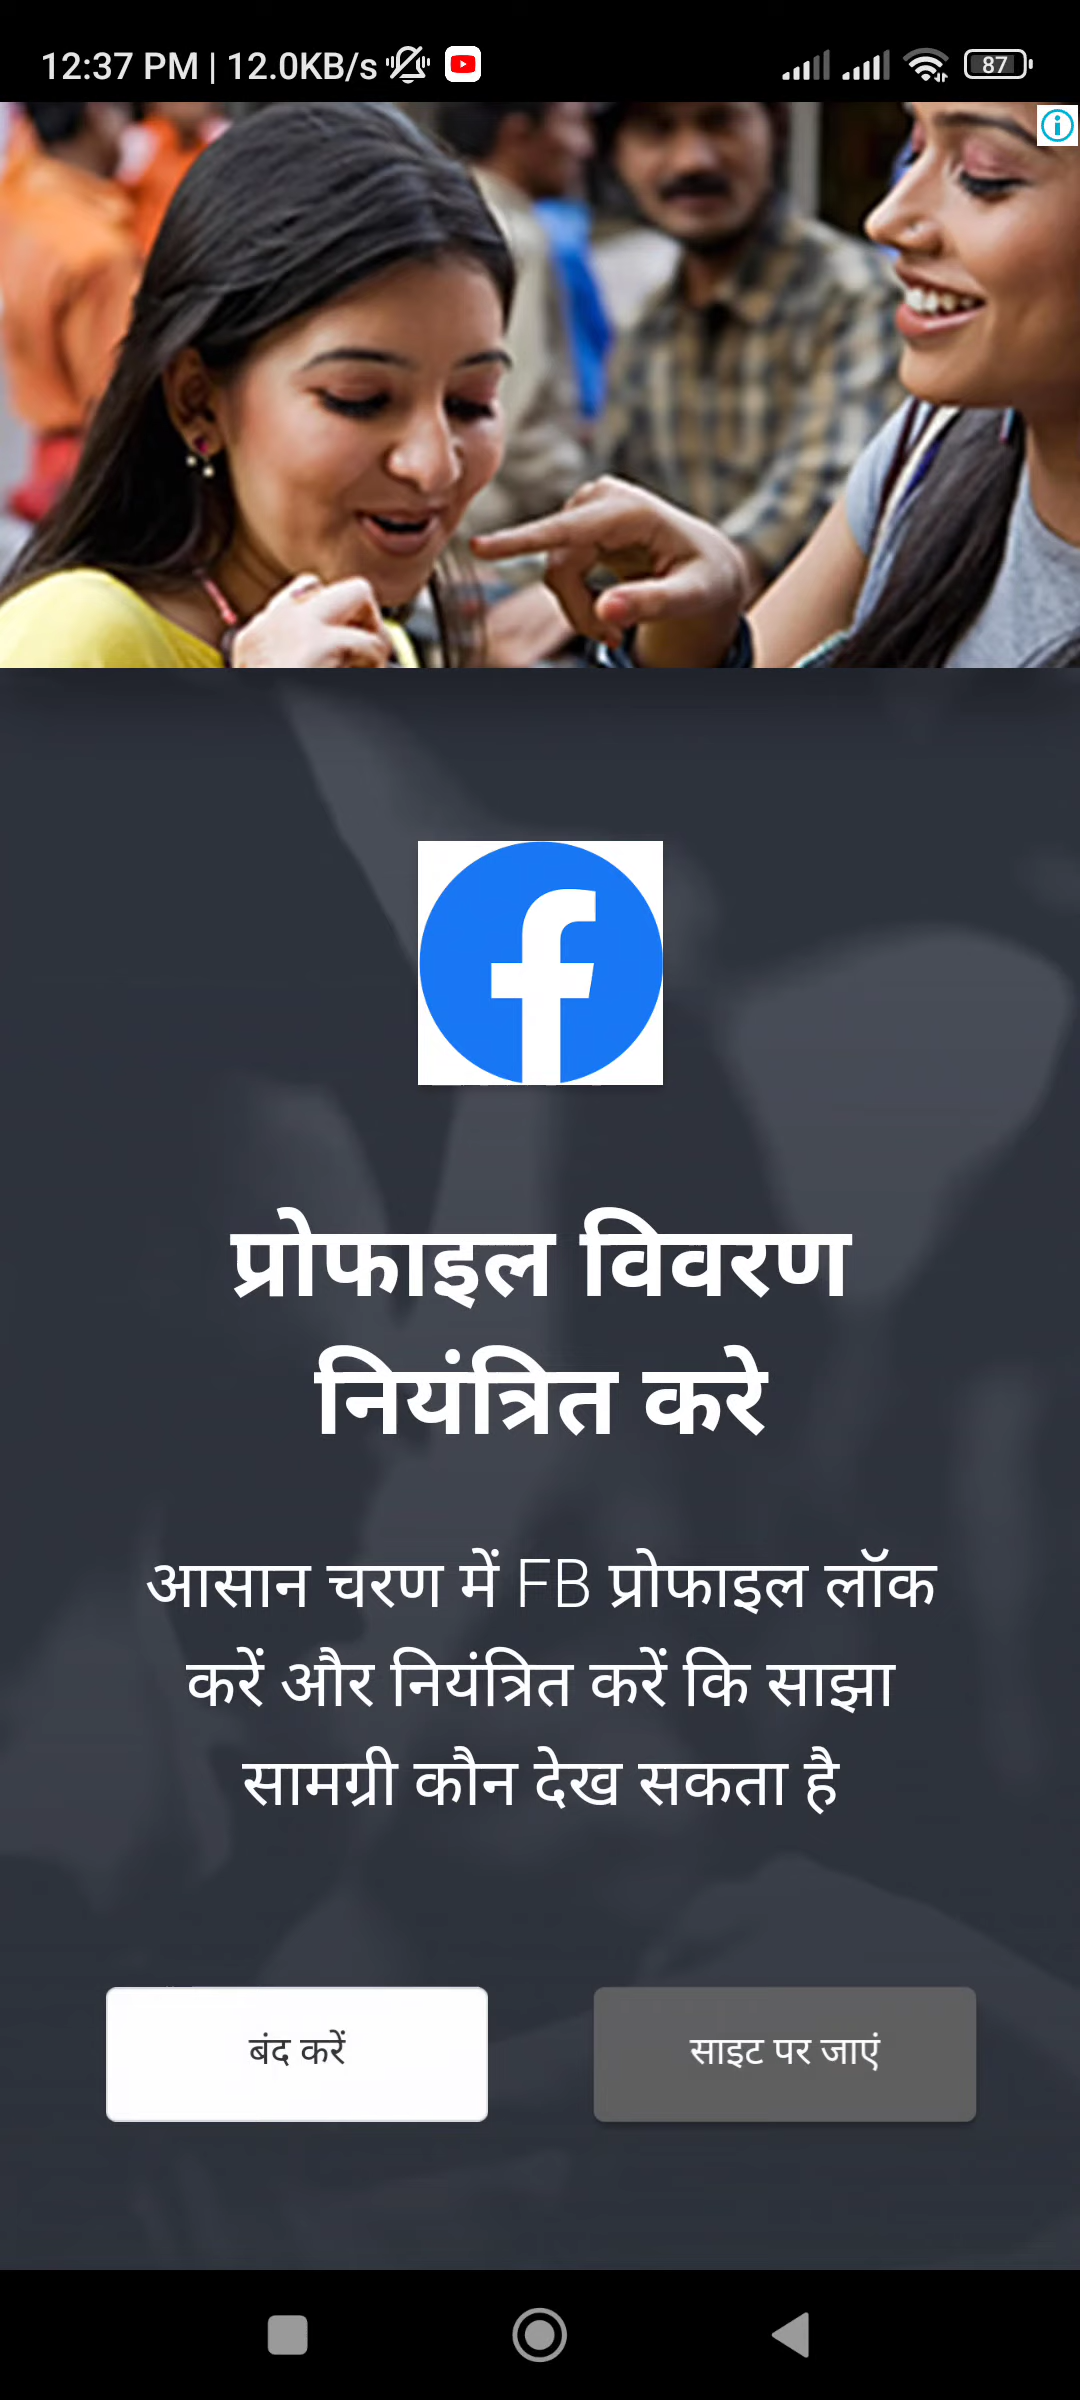 12:37 PM | 12.0KB/s
87
प्रोफाइल विवरण
नियंत्रित करे
आसान चरण में FB प्रोफाइल लॉक
करें और नियंत्रित करें कि साझा
सामग्री कौन देख सकता है
बंद करें
साइट पर जाएं